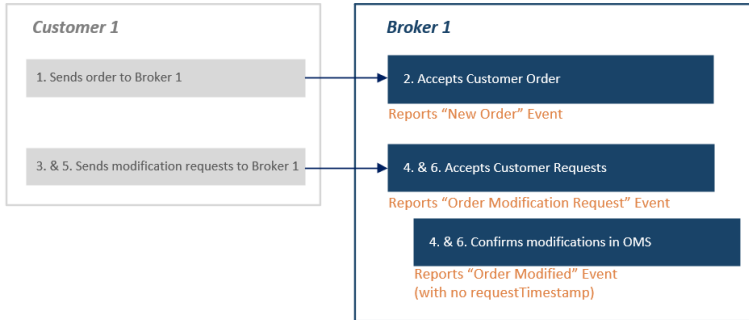 Customer 1
Broker 1
1. Sends order to Broker 1
2. Accepts Customer Order
Reports “New Order” Event
3. & 5. Sends modification requests to Broker 1
4. & 6. Accepts Customer Requests
Reports “Order Modification Request” Event
4. & 6. Confirms modifications in OMS
Reports “Order Modified” Event
(with no requestTimestamp)